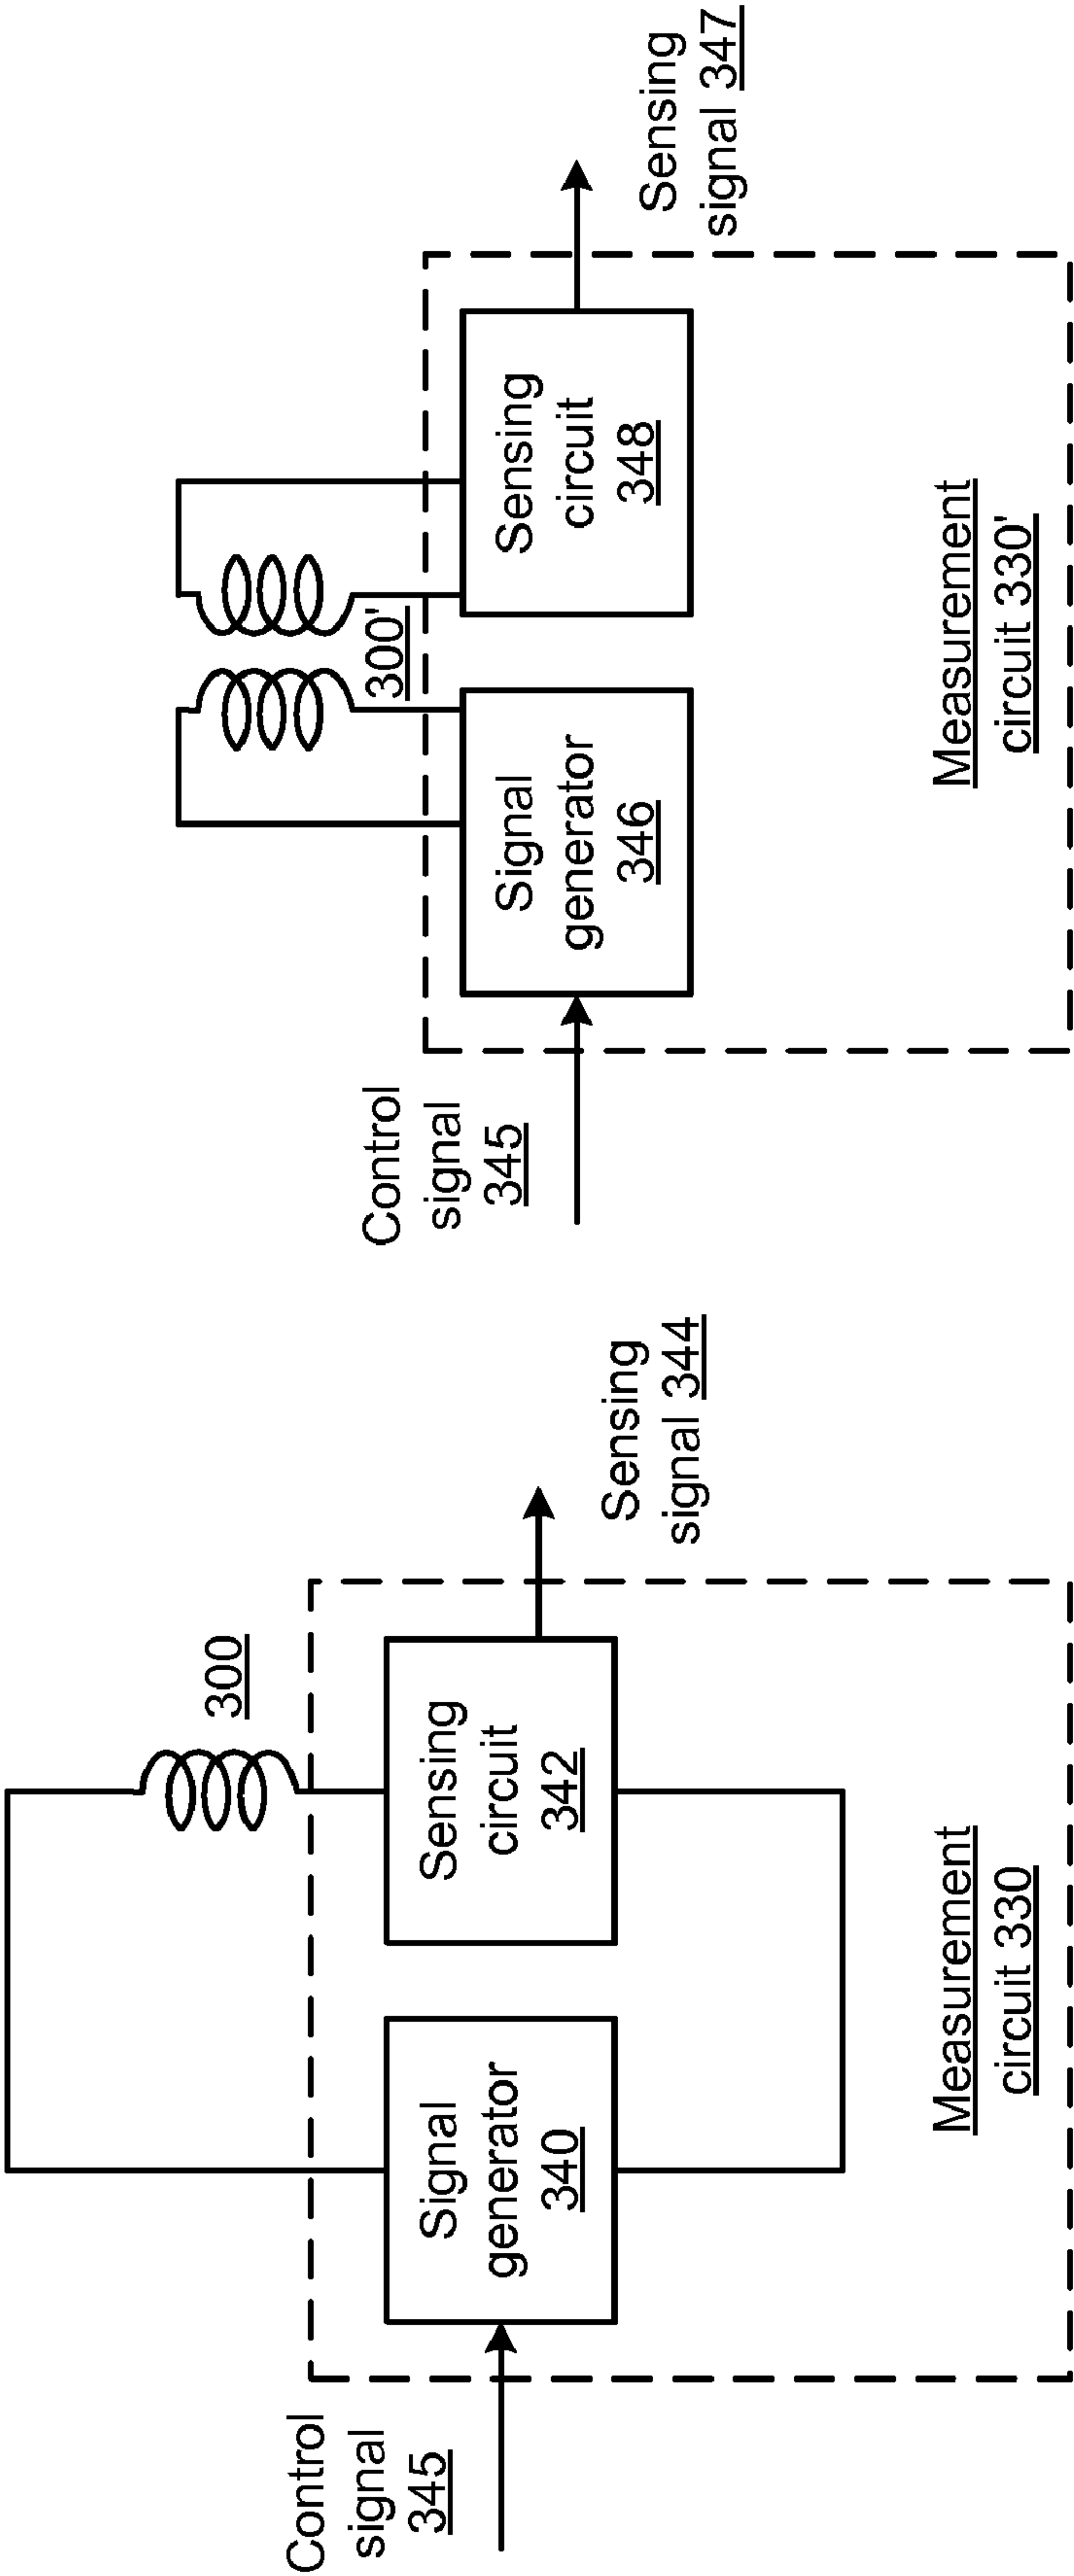 Control
signal
345
Signal
generator
340
Sensing
circuit
342
300
Sensing
signal 344
Measurement
circuit 330
Control
signal
345
Signal
generator
346
300'
Sensing
circuit
348
Sensing
signal 347
Measurement
circuit 330'